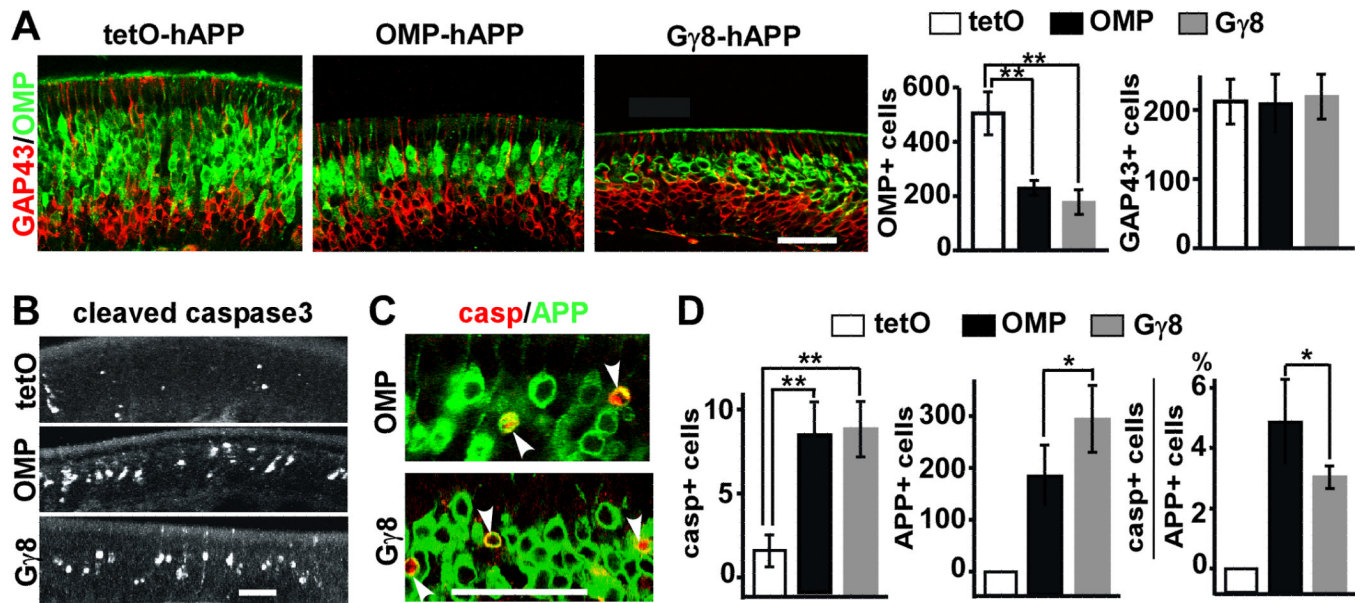 A
tetO-hAPP
OMP-hAPP
Gγ8-hAPP
GAP43/OMP
tetO OMP Gγ8
**
**
OMP+ cells
600
400
200
0
GAP43+ cells
200
100
0
B
cleaved caspase3
tetO
OMP
Gγ8
C
casp/APP
OMP
Gγ8
D
tetO OMP Gγ8
**
**
casp+ cells
10
5
0
*
APP+ cells
300
200
100
0
%
*
casp+ cells
APP+ cells
6
4
2
0